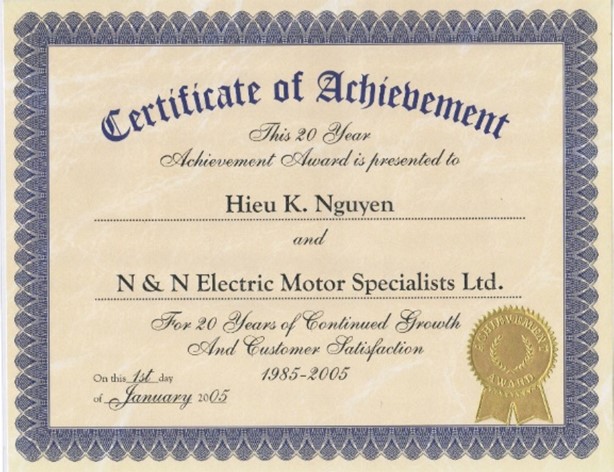 Certificate of Achievement
This 20 Year
Achievement Award is presented to
Hieu K. Nguyen
and
N & N Electric Motor Specialists Ltd.
For 20 Years of Continued Growth
And Customer Satisfaction
1985-2005
On this 1st day
of January 2005
ACHIEVEMENT
AWARD